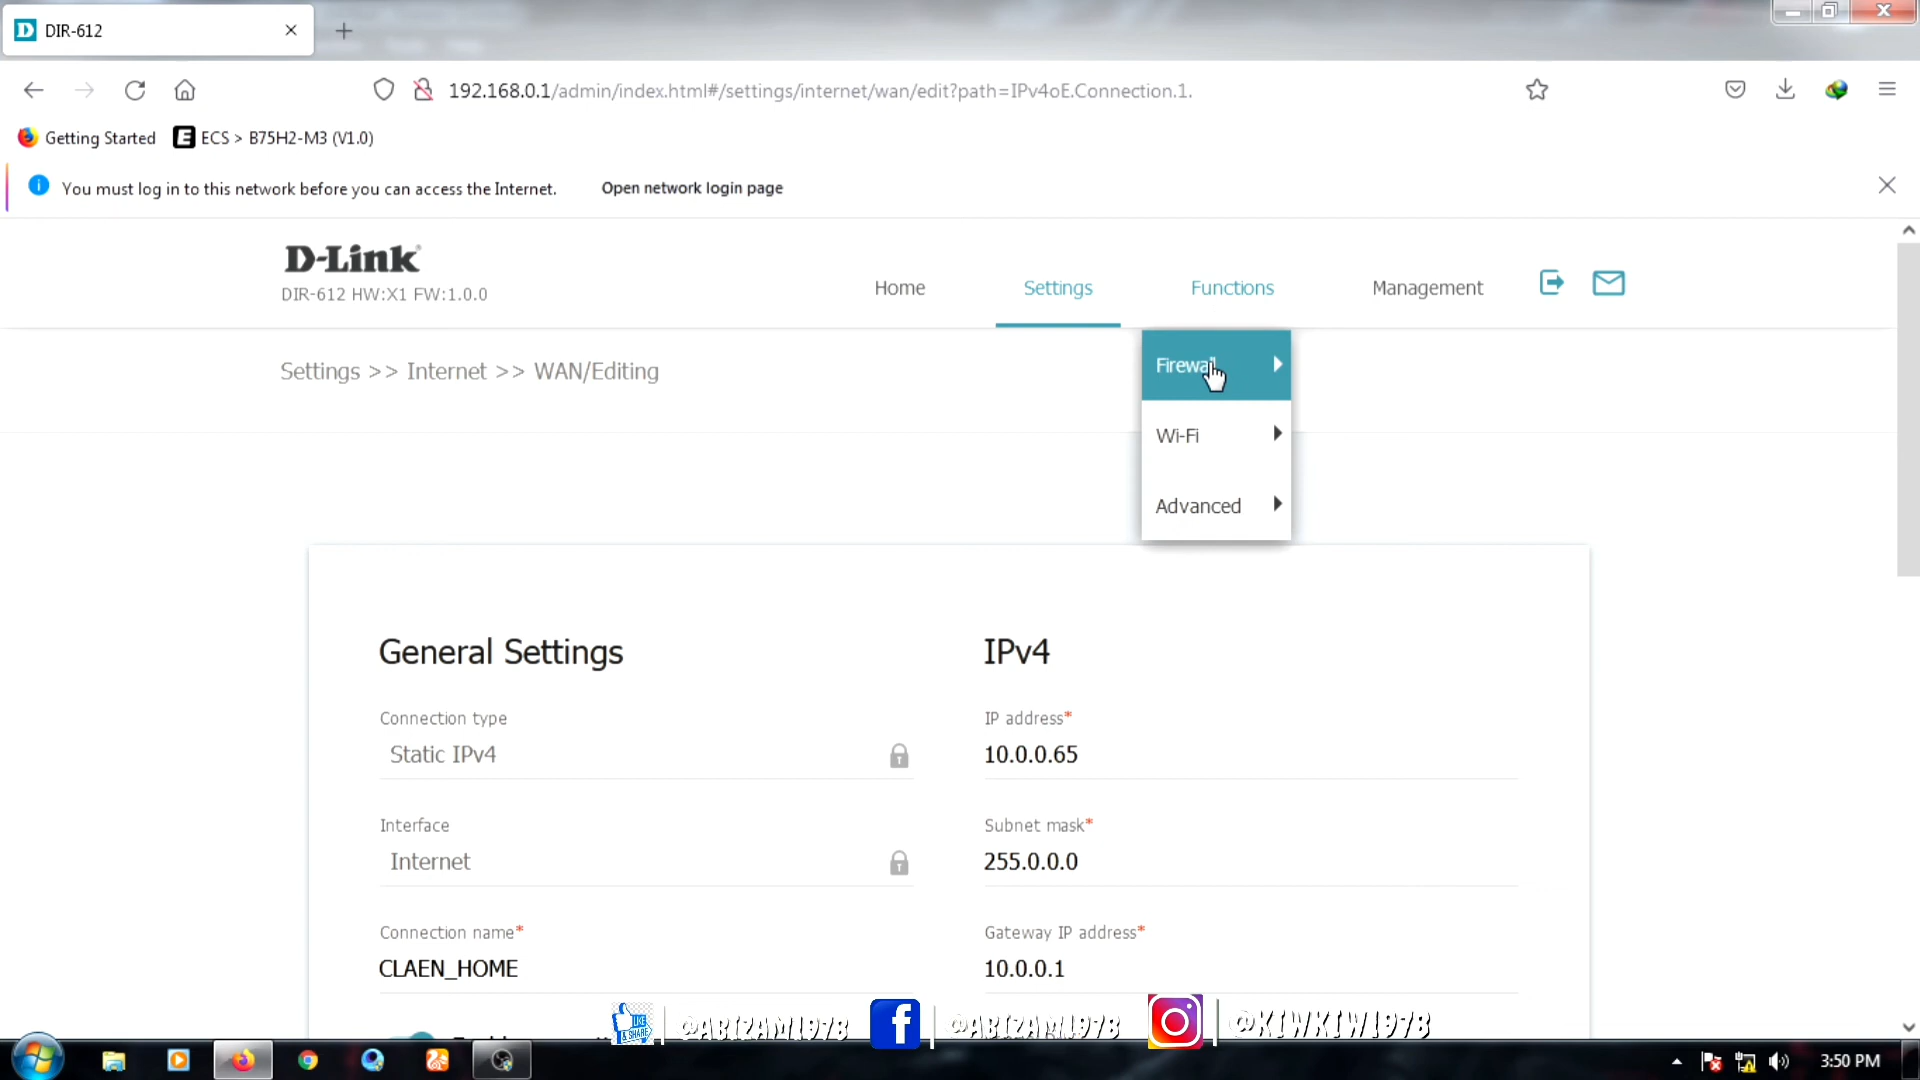 DIR-612
192.168.0.1/admin/index.html#/settings/internet/wan/edit?path=IPv4oE.Connection.1.
Getting Started
ECS > B75H2-M3 (V1.0)
You must log in to this network before you can access the Internet.
Open network login page
D-Link
DIR-612 HW:X1 FW:1.0.0
Home
Settings
Functions
Management
Settings >> Internet >> WAN/Editing
Firewall
Wi-Fi
Advanced
General Settings
Connection type
Static IPv4
Interface
Internet
Connection name*
CLAEN_HOME
IPv4
IP address*
10.0.0.65
Subnet mask*
255.0.0.0
Gateway IP address*
10.0.0.1
LIKE
& SHARE
@ABIZAM1978
@ABIZAM1978
@KIWKIW1978
3:50 PM